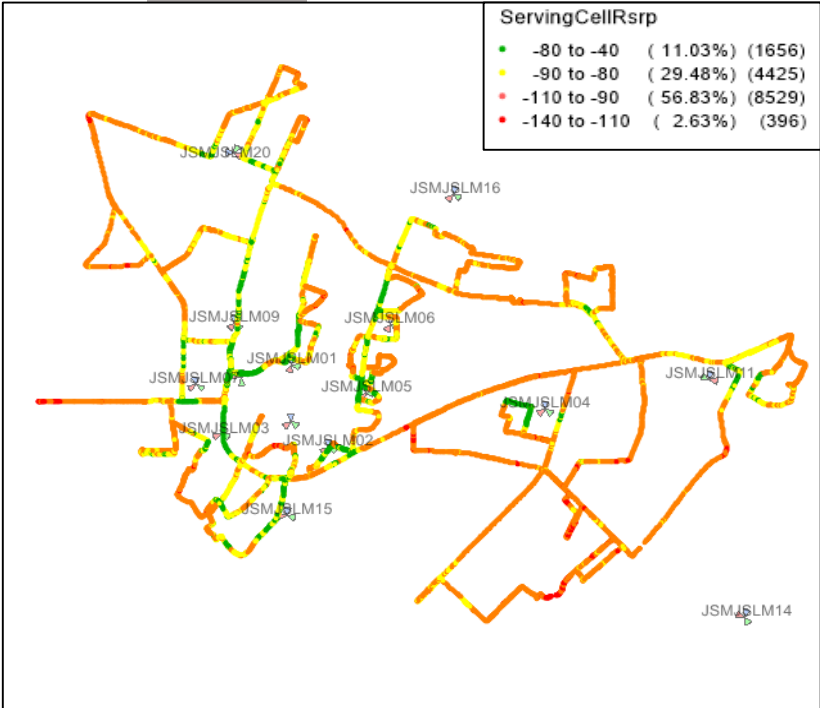 ServingCellRsrp
-80 to -40 ( 11.03%) (1656)
-90 to -80 ( 29.48%) (4425)
-110 to -90 ( 56.83%) (8529)
-140 to -110 ( 2.63%) (396)
JSMJSLM20
JSMJSLM16
JSMJSLM09
JSMJSLM06
JSMJSLM01
JSMJSLM07
JSMJSLM05
JSMJSLM11
JSMJSLM04
JSMJSLM03
JSMJSLM02
JSMJSLM15
JSMJSLM14